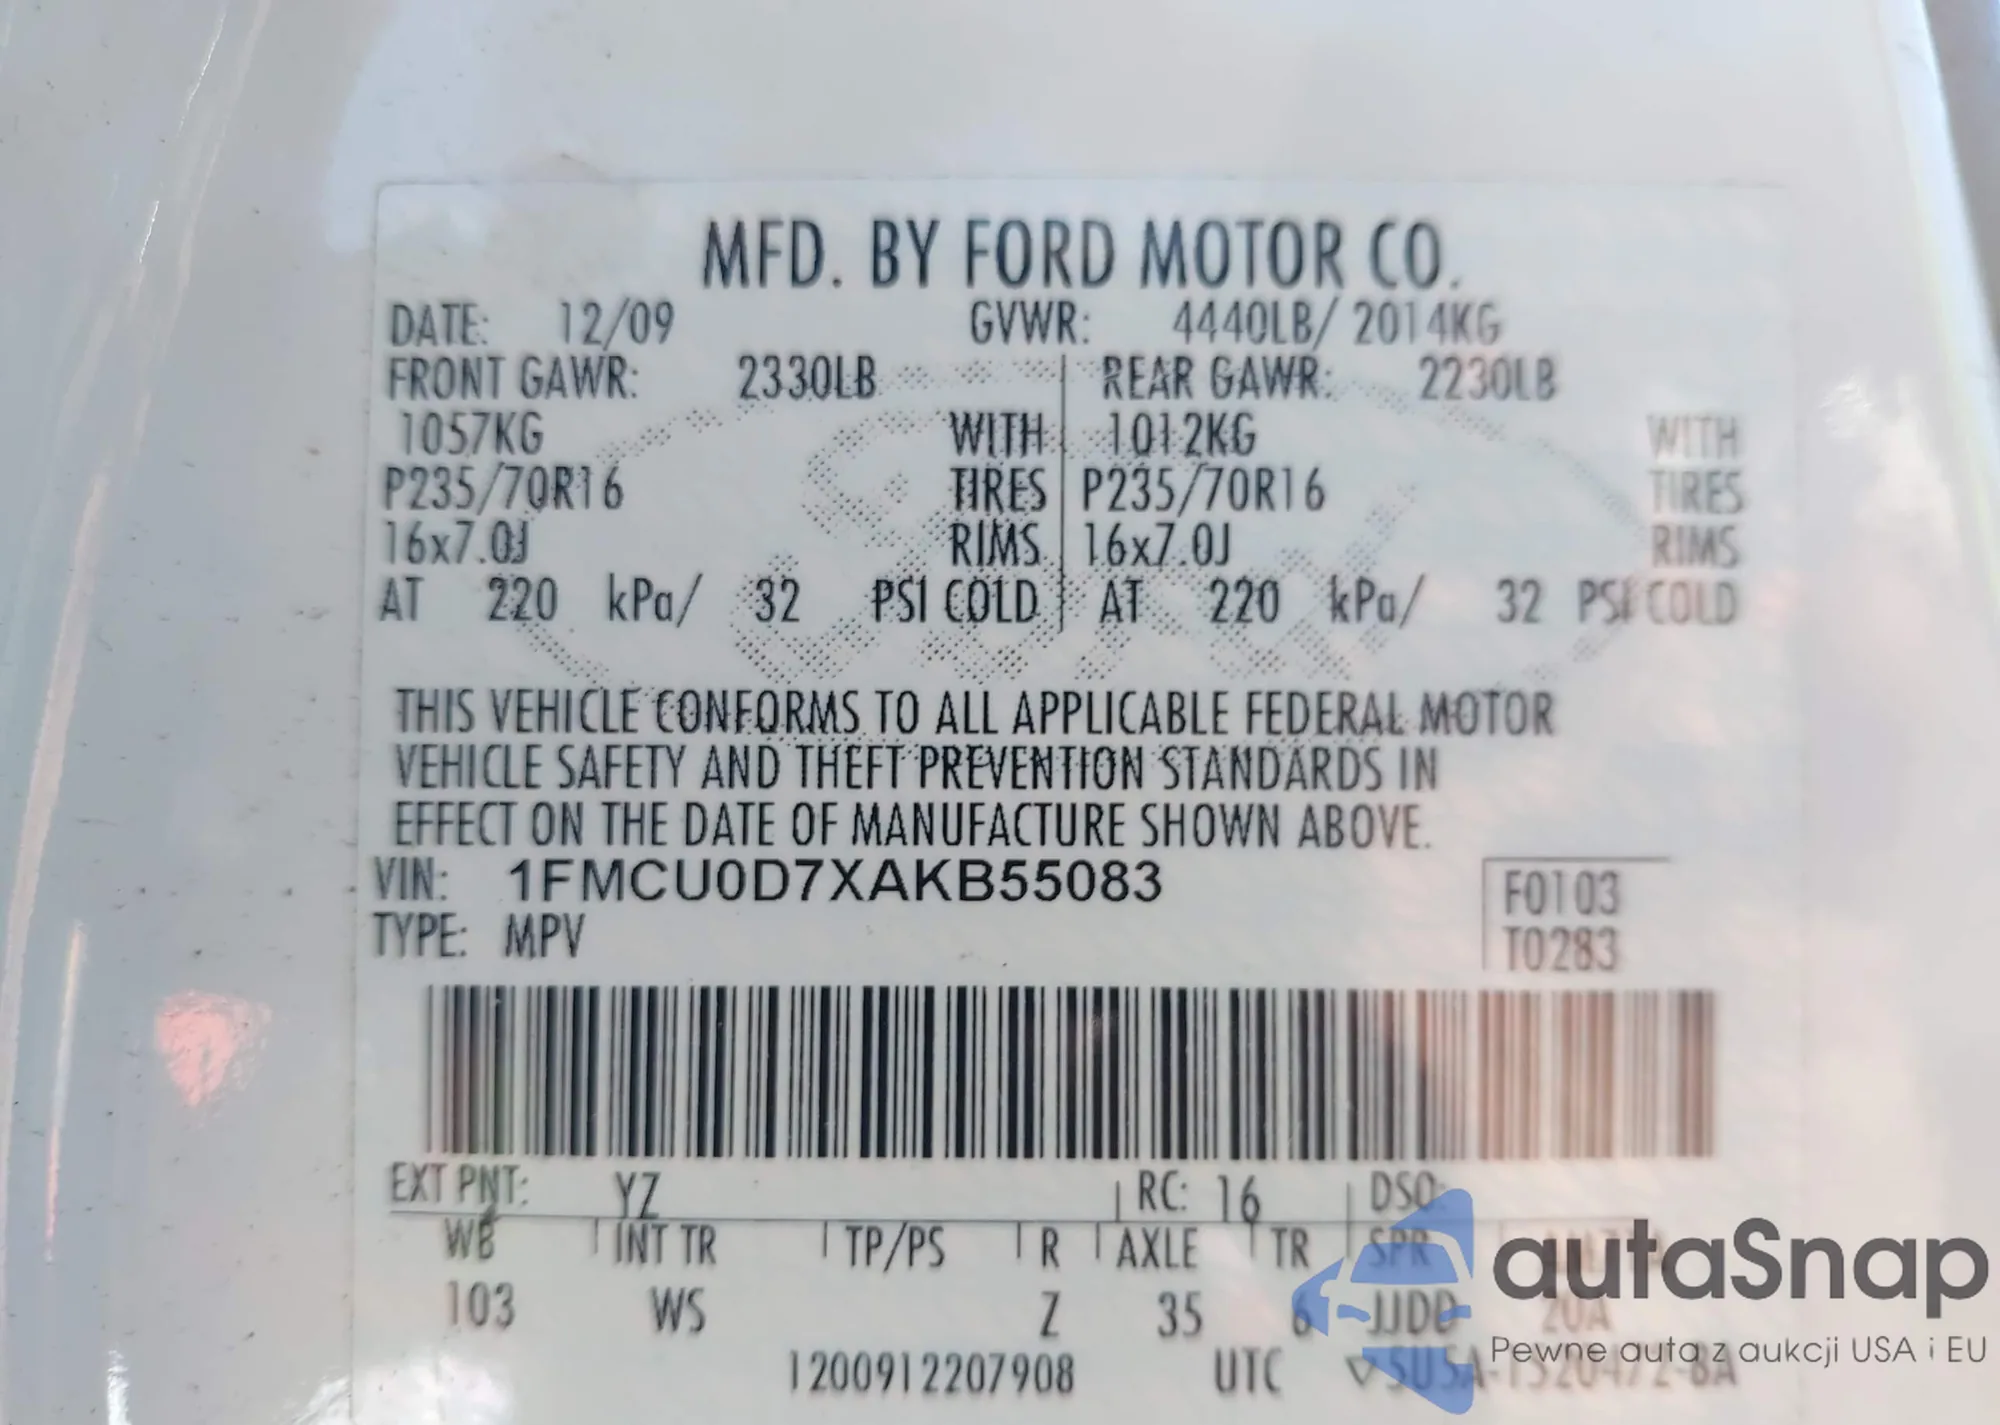 MFD. BY FORD MOTOR CO.
DATE: 12/09 GVWR: 4440LB/ 2014KG
FRONT GAWR: 2330LB REAR GAWR: 2230LB
1057KG WITH 1012KG WITH
P235/70R16 TIRES P235/70R16 TIRES
16x7.0J RIMS 16x7.0J RIMS
AT 220 kPa/ 32 PSI COLD AT 220 kPa/ 32 PSI COLD
THIS VEHICLE CONFORMS TO ALL APPLICABLE FEDERAL MOTOR
VEHICLE SAFETY AND THEFT PREVENTION STANDARDS IN
EFFECT ON THE DATE OF MANUFACTURE SHOWN ABOVE.
VIN: 1FMCU0D7XAKB55083
F0103
TYPE: MPV
T0283
EXT PNT: YZ RC: 16 DSO:
WB INT TR TP/PS R AXLE TR SPR
103 WS Z 35 6 JJDD 20A
1200912207908 UTC
autaSnap
Pewne auta z aukcji USA i EU